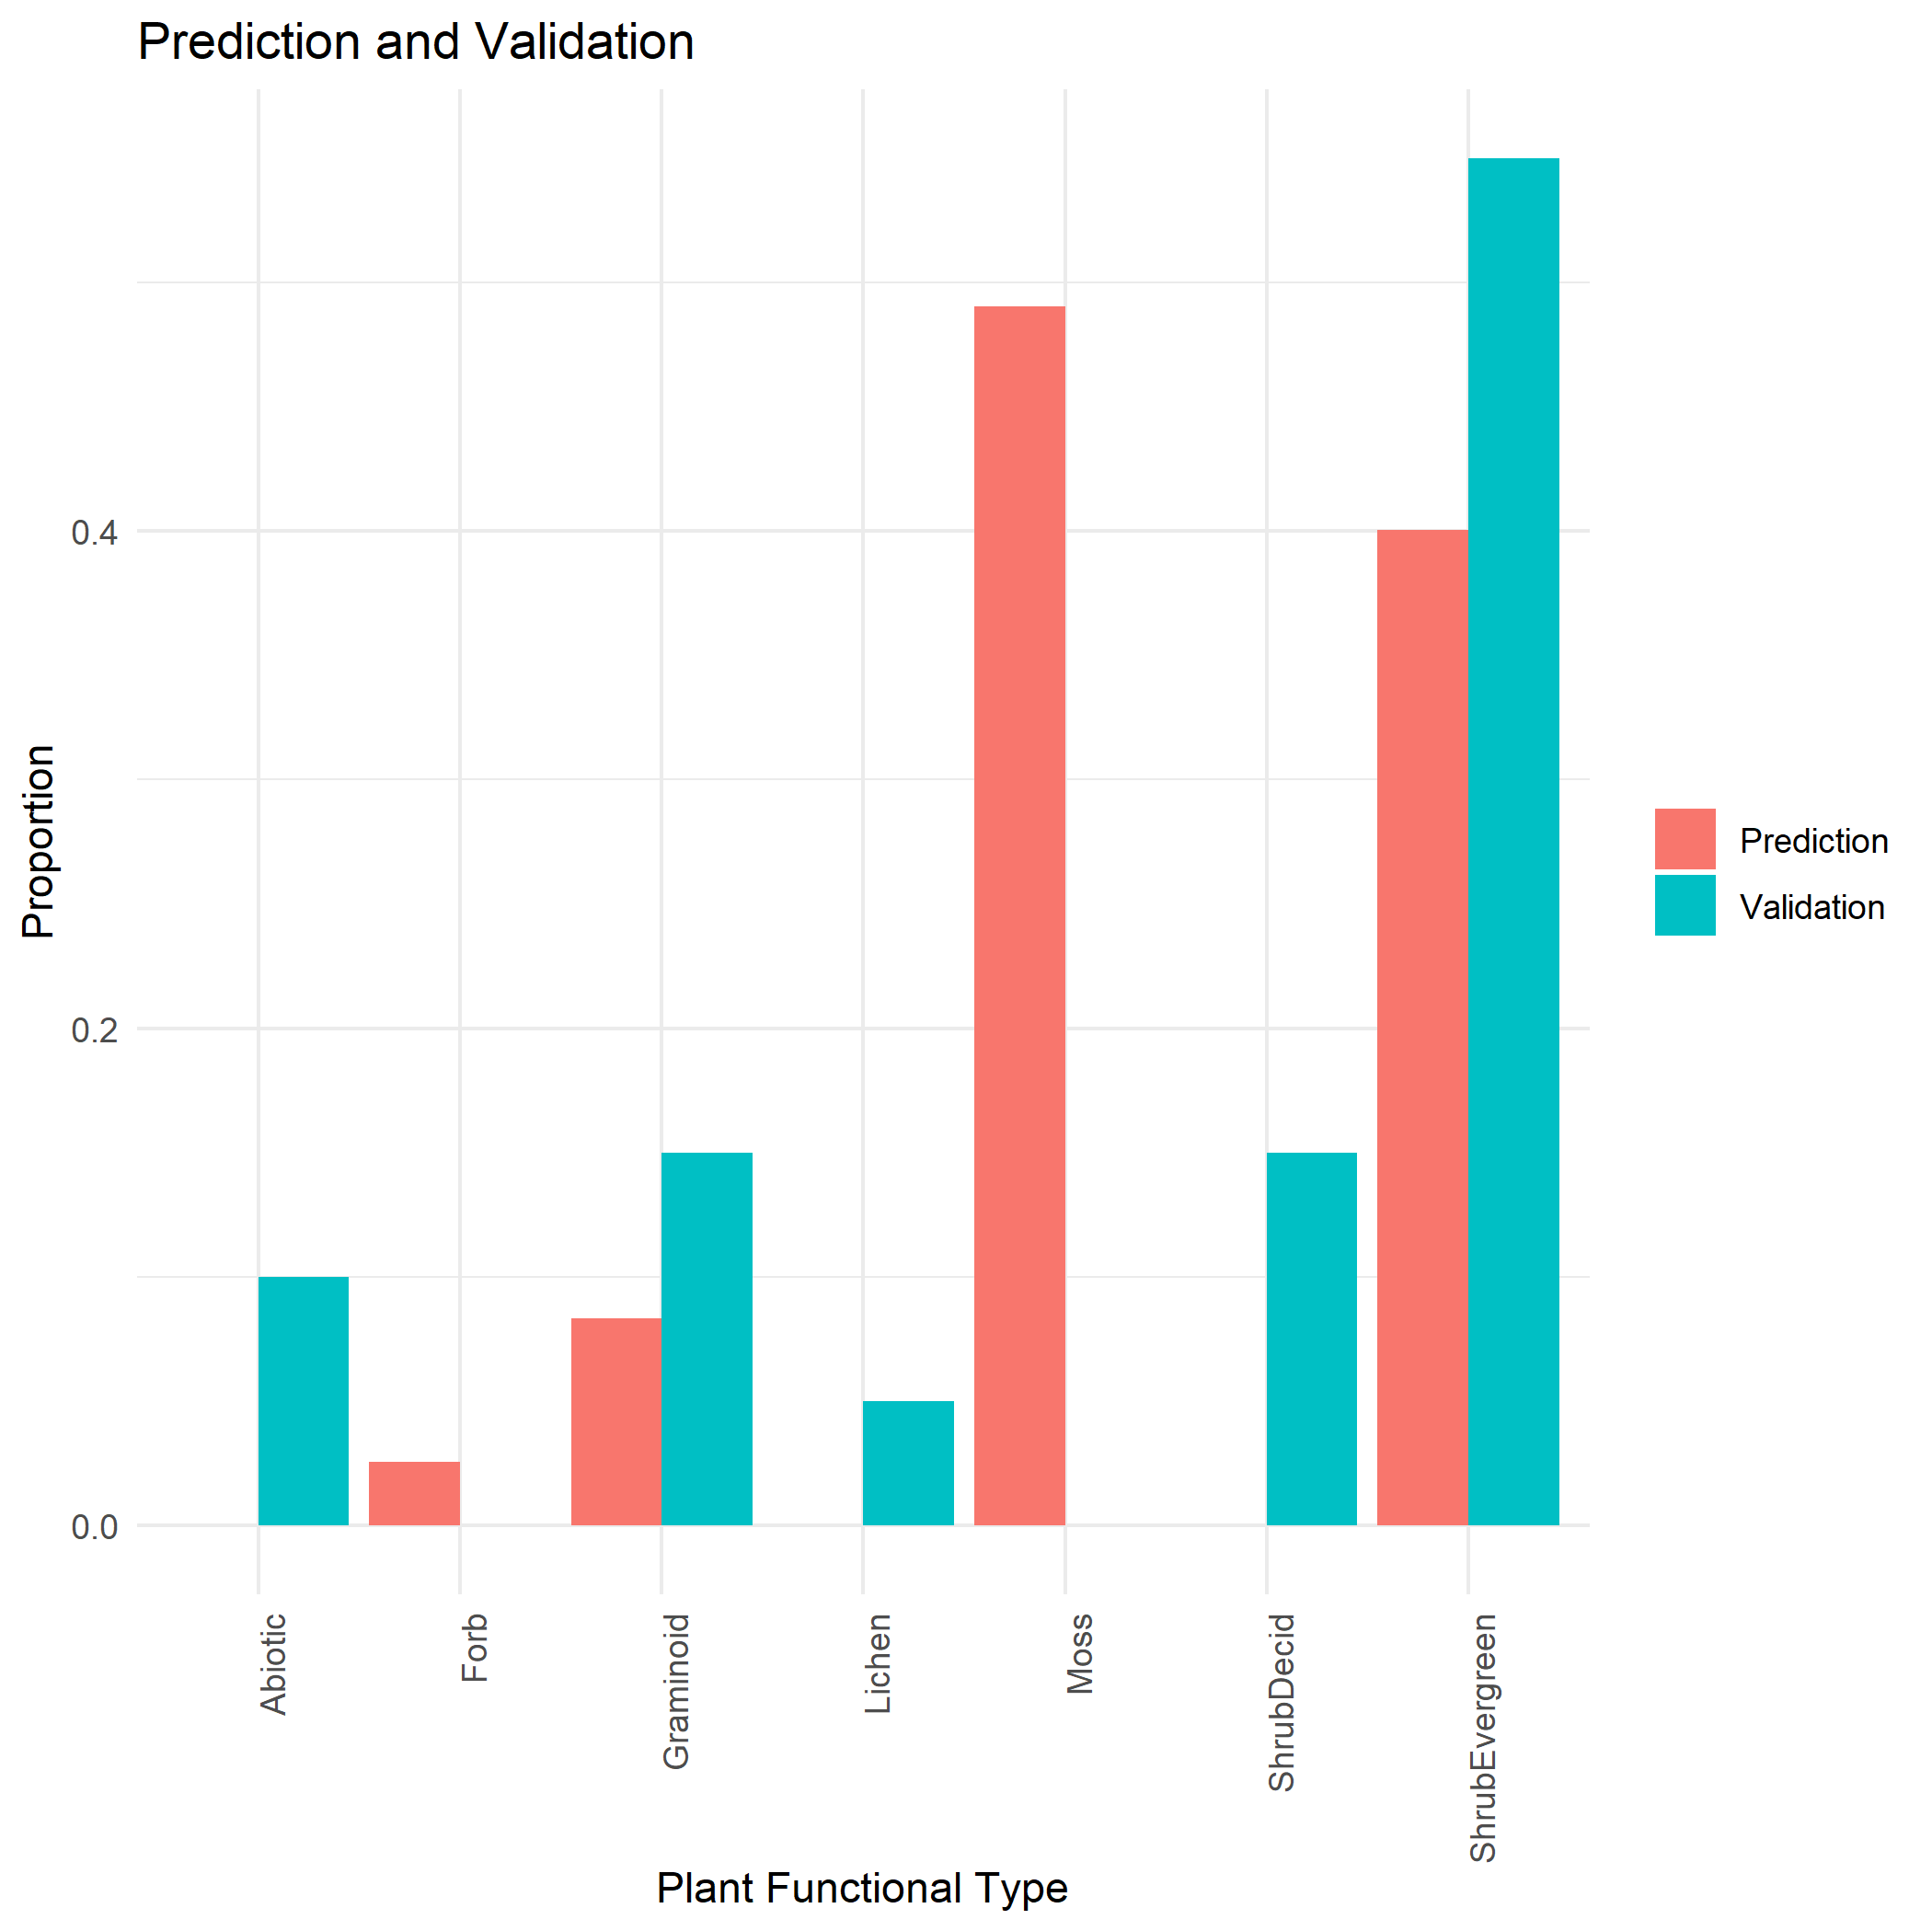 Prediction and Validation
Proportion
0.4
0.2
0.0
Abiotic
Forb
Graminoid
Lichen
Moss
ShrubDecid
ShrubEvergreen
Plant Functional Type
Prediction
Validation